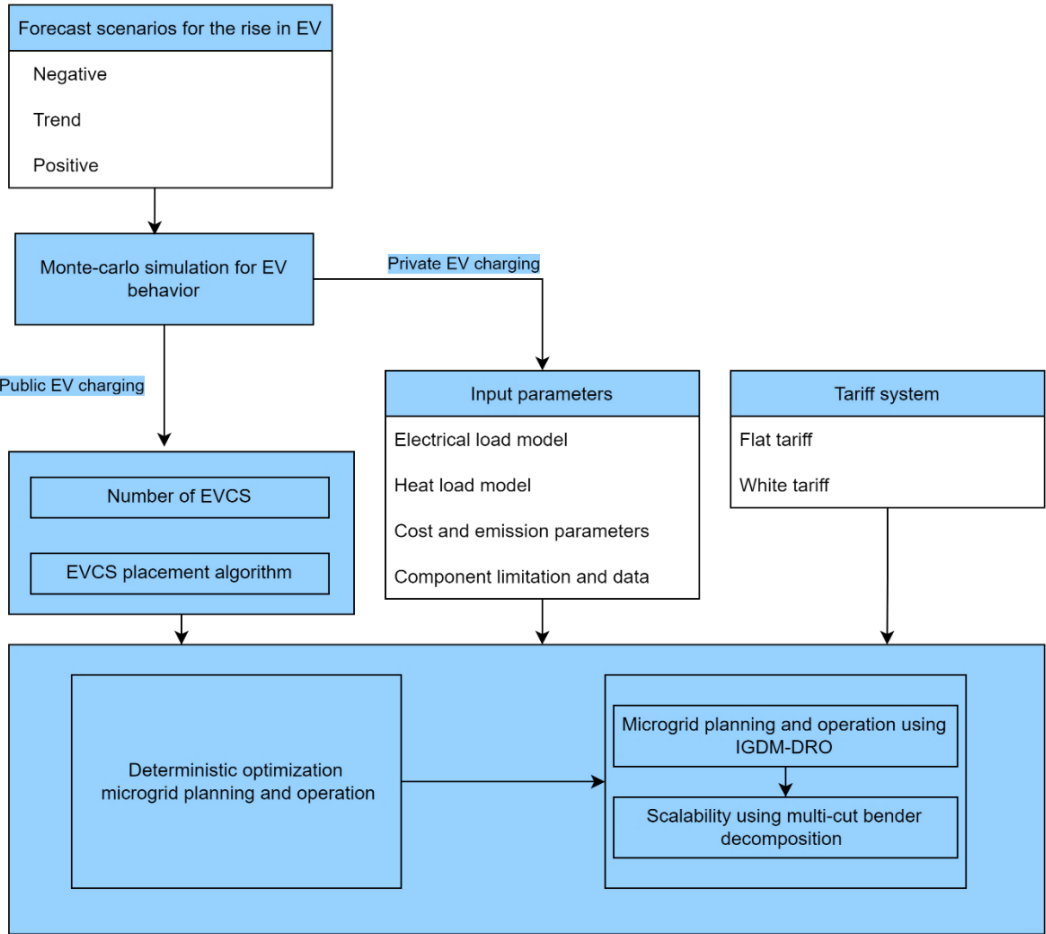 Forecast scenarios for the rise in EV
Negative
Trend
Positive
Monte-carlo simulation for EV
behavior
Private EV charging
Public EV charging
Number of EVCS
EVCS placement algorithm
Input parameters
Electrical load model
Heat load model
Cost and emission parameters
Component limitation and data
Tariff system
Flat tariff
White tariff
Deterministic optimization
microgrid planning and operation
Microgrid planning and operation using
IGDM-DRO
Scalability using multi-cut bender
decomposition